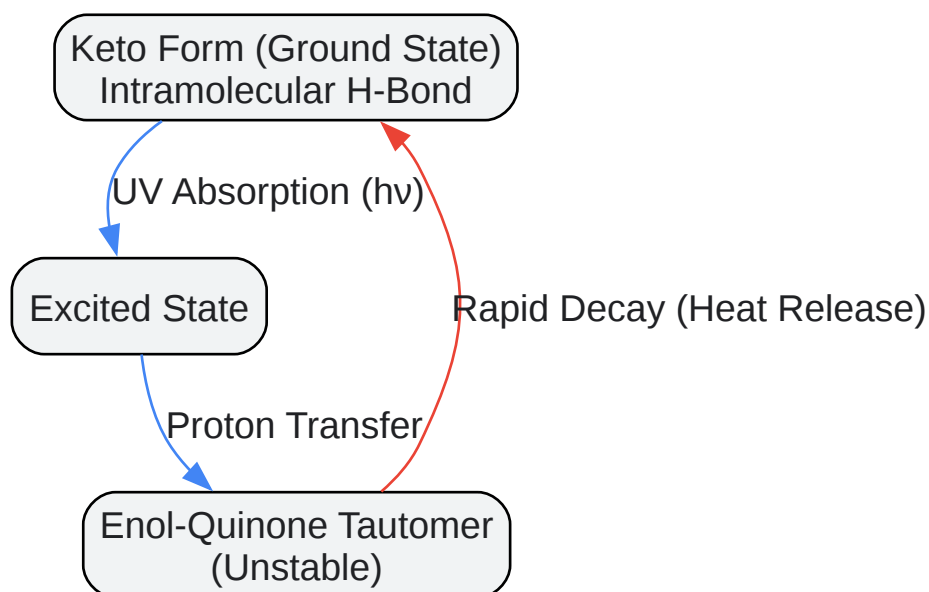 Keto Form (Ground State)
Intramolecular H-Bond
UV Absorption (hν)
Excited State
Rapid Decay (Heat Release)
Proton Transfer
Enol-Quinone Tautomer
(Unstable)